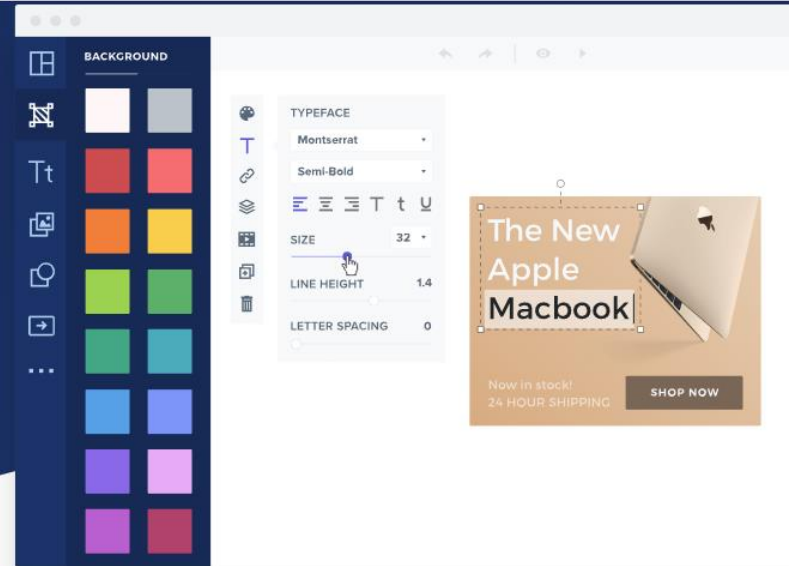 BACKGROUND
Tt
TYPEFACE
Montserrat
Semi-Bold
T t U
SIZE 32
LINE HEIGHT 1.4
LETTER SPACING 0
The New
Apple
Macbook
Now in stock!
24 HOUR SHIPPING
SHOP NOW